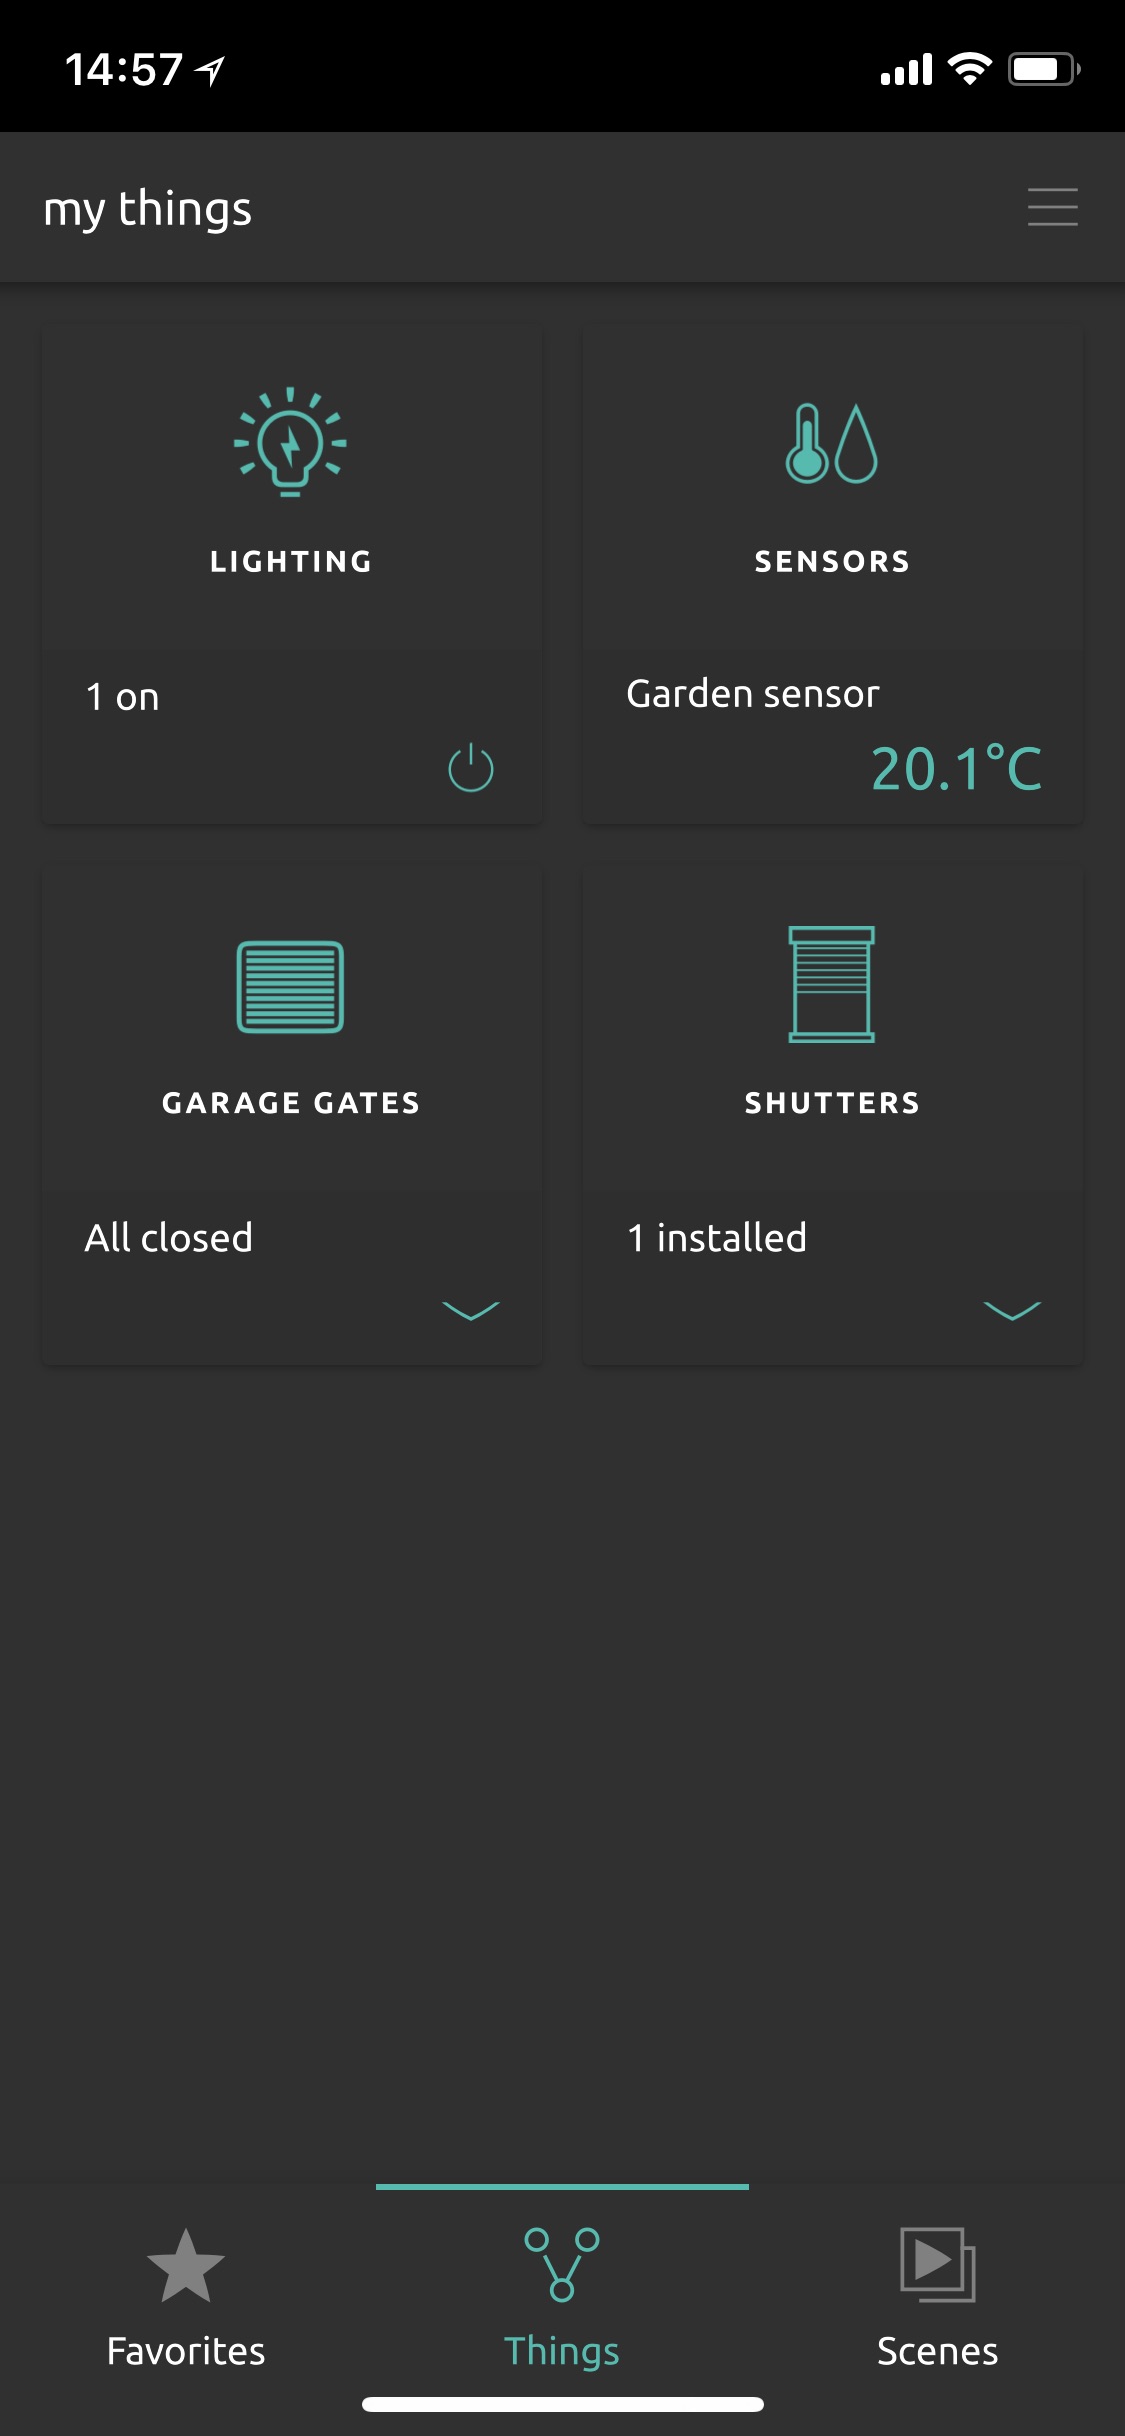 14:57
my things
LIGHTING
1 on
SENSORS
Garden sensor
20.1°C
GARAGE GATES
All closed
SHUTTERS
1 installed
Favorites
Things
Scenes